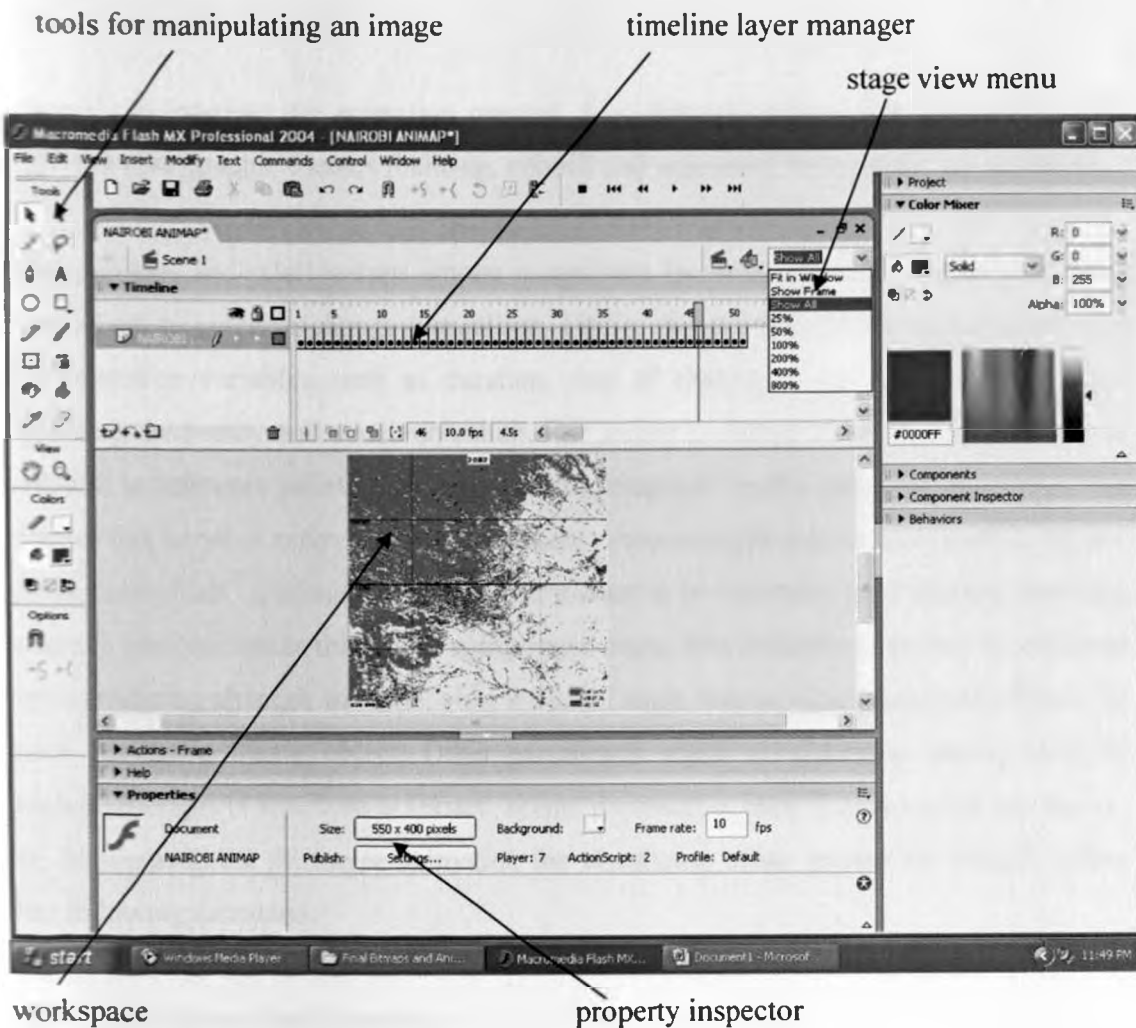 tools for manipulating an image
timeline layer manager
stage view menu
Macromedia Flash MX Professional 2004 - [NAIROBI ANIMAP*]
File Edit View Insert Modify Text Commands Control Window Help
Tools
NAIROBI ANIMAP*
Scene 1
Show All
Fit in Window
Show Frame
Show All
25%
50%
100%
200%
400%
800%
Timeline
1 5 10 15 20 25 30 35 40 45 50
NAIROBI
46 10.0 fps 4.5s
View
Colors
Options
Project
Color Mixer
R: 0
G: 0
Solid
B: 255
Alpha: 100%
#0000FF
Components
Component Inspector
Behaviors
Actions - Frame
Help
Properties
Document
Size: 550 x 400 pixels Background: Frame rate: 10 fps
NAIROBI ANIMAP Publish: Settings... Player: 7 ActionScript: 2 Profile: Default
start Windows Media Player Final Bitmaps and Ani... Macromedia Flash MX... Document1 - Microsof... 11:49 PM
workspace
property inspector